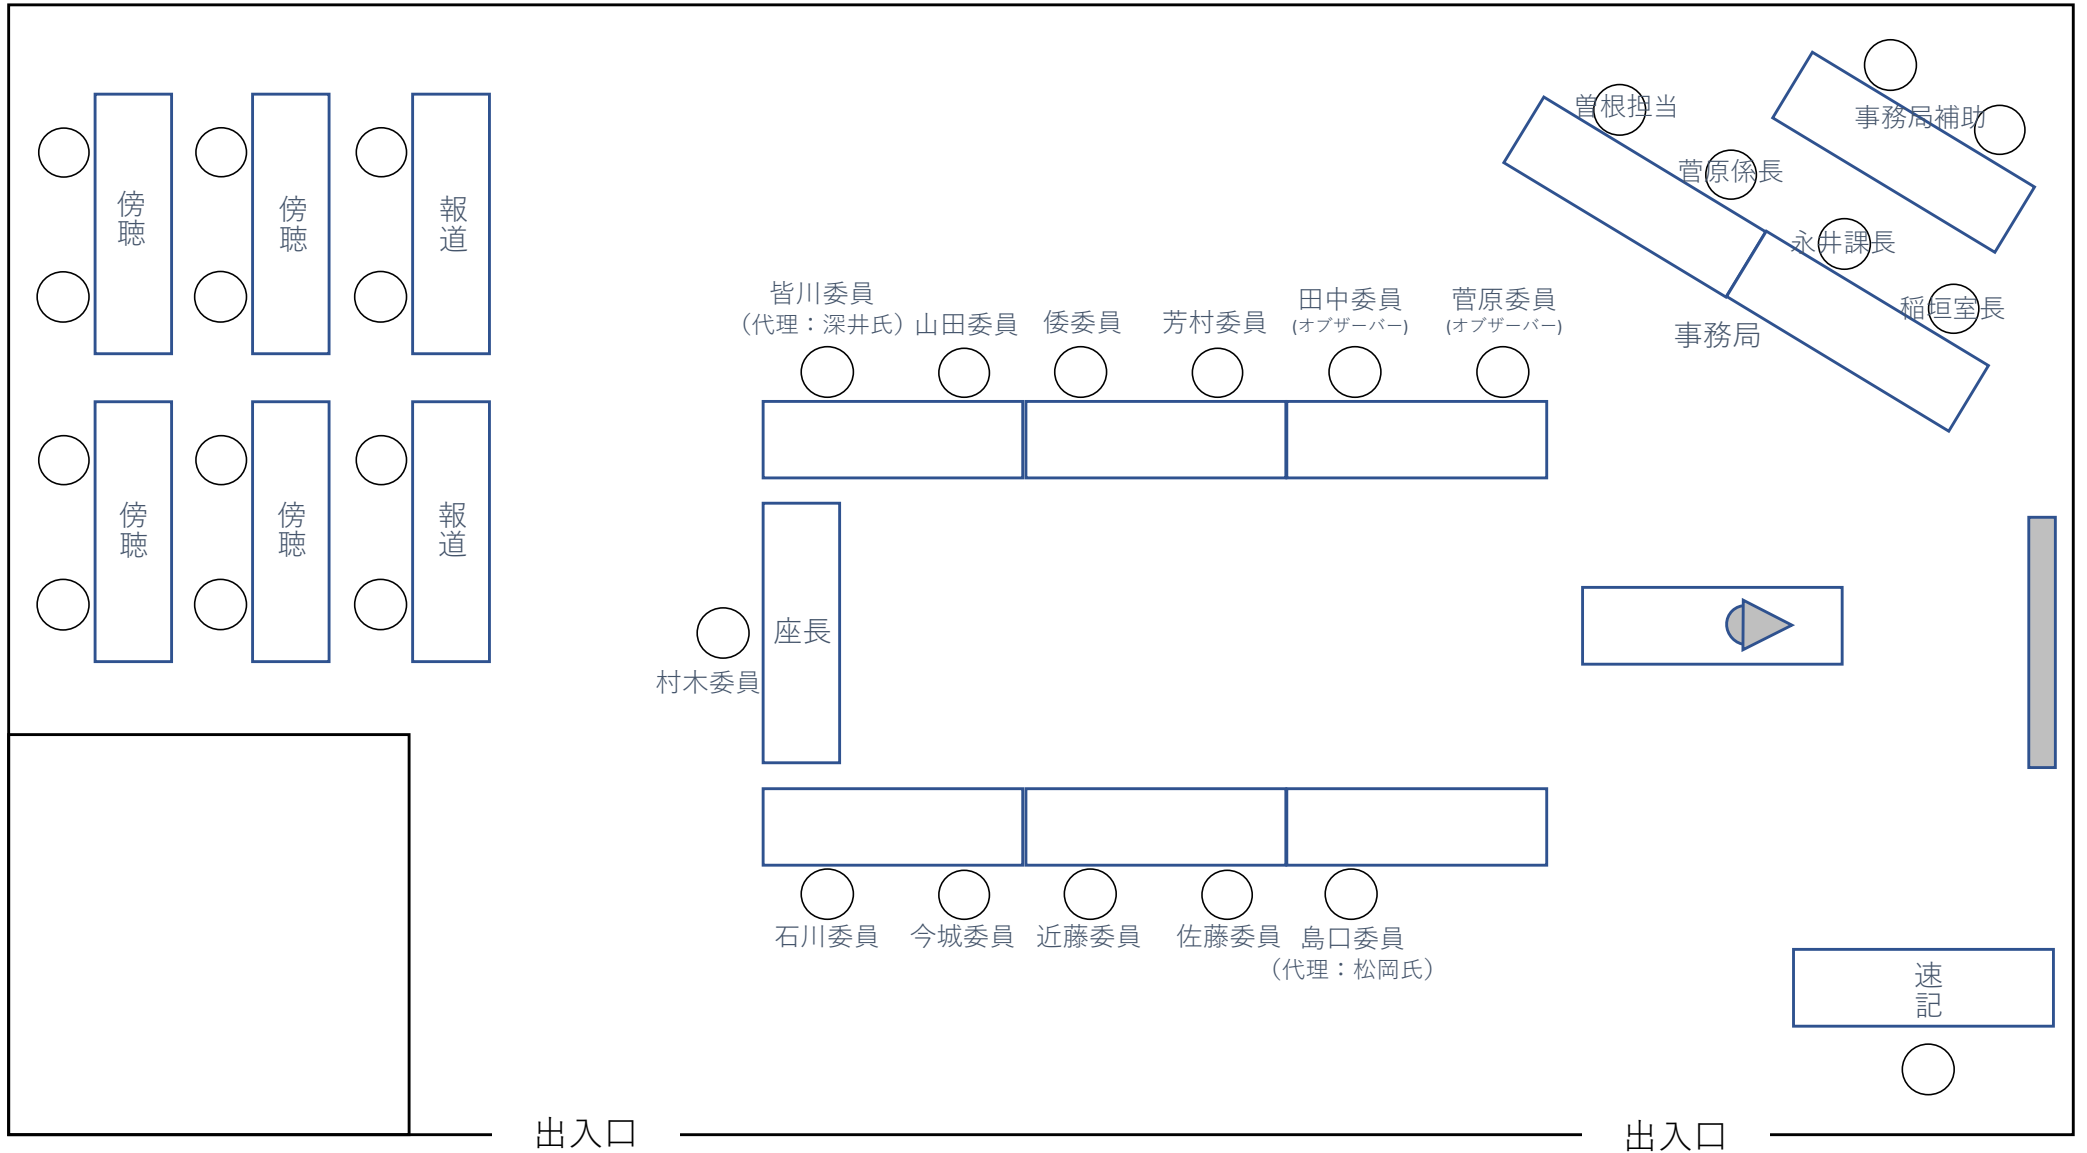 曽根担当
事務局補助
菅原係長
永井課長
稲垣室長
事務局
傍聴
傍聴
報道
皆川委員
（代理：深井氏）
山田委員
倭委員
芳村委員
田中委員
(オブザーバー)
菅原委員
(オブザーバー)
傍聴
傍聴
報道
座長
村木委員
石川委員
今城委員
近藤委員
佐藤委員
島口委員
（代理：松岡氏）
速記
出入口
出入口